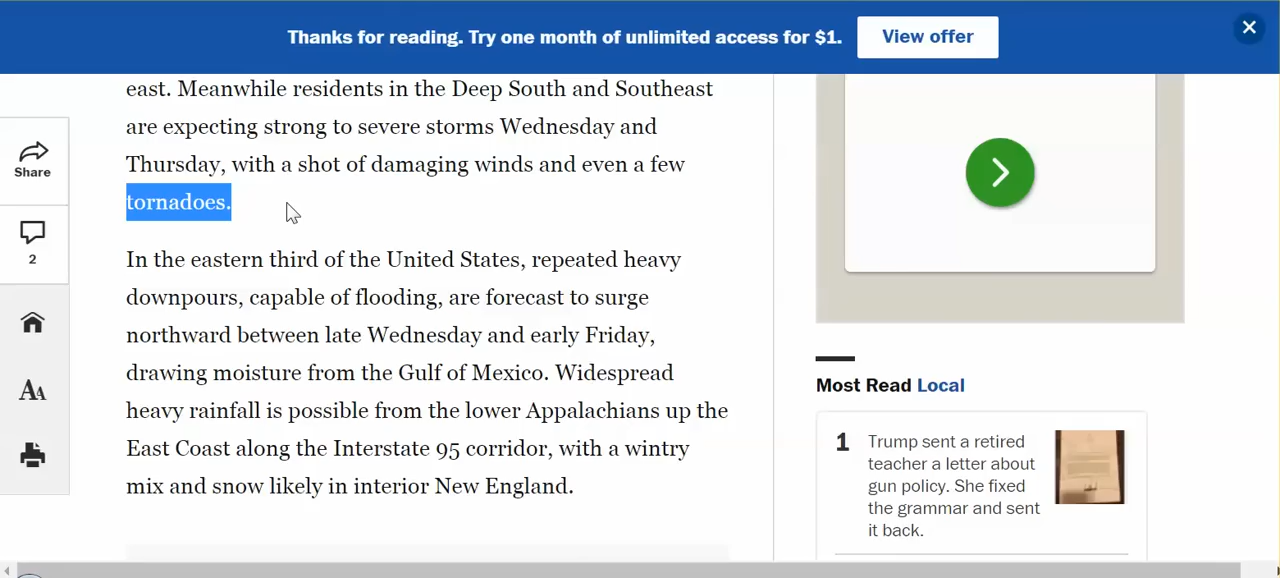 Thanks for reading. Try one month of unlimited access for $1.
View offer
east. Meanwhile residents in the Deep South and Southeast
are expecting strong to severe storms Wednesday and
Thursday, with a shot of damaging winds and even a few
tornadoes.
In the eastern third of the United States, repeated heavy
downpours, capable of flooding, are forecast to surge
northward between late Wednesday and early Friday,
drawing moisture from the Gulf of Mexico. Widespread
heavy rainfall is possible from the lower Appalachians up the
East Coast along the Interstate 95 corridor, with a wintry
mix and snow likely in interior New England.
Share
2
AA
Most Read Local
1
Trump sent a retired
teacher a letter about
gun policy. She fixed
the grammar and sent
it back.